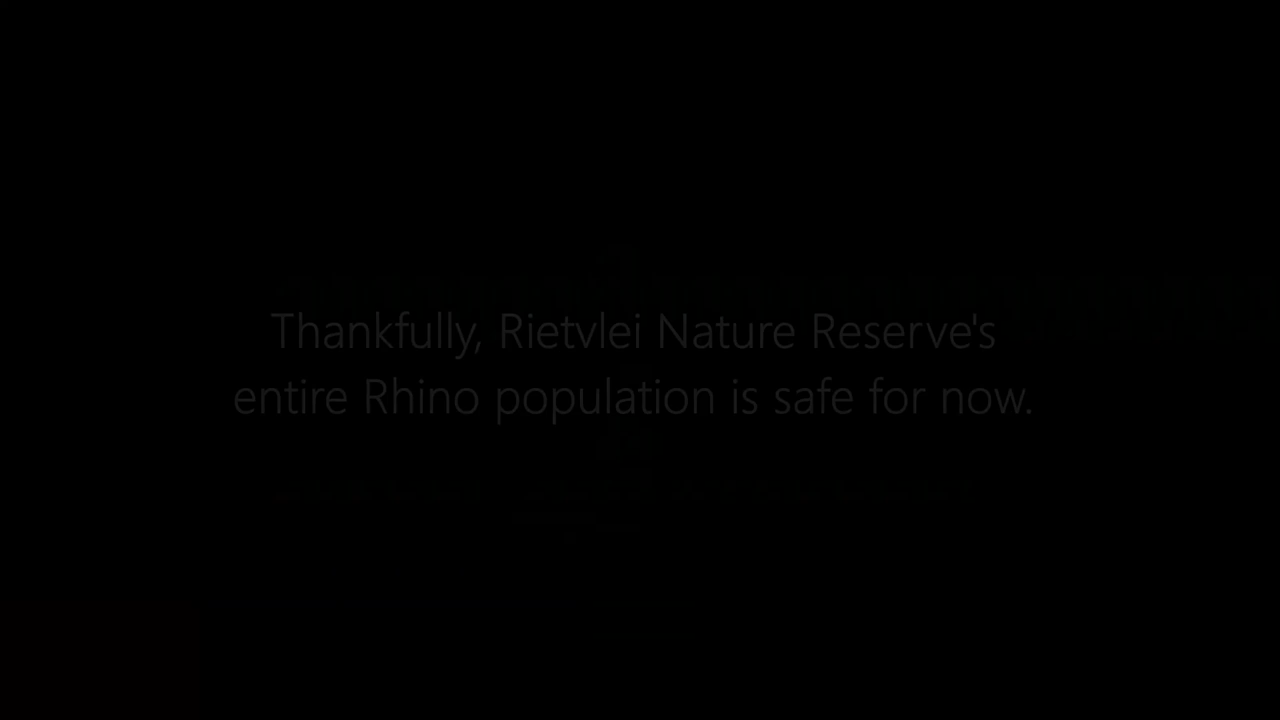 Thankfully, Rietvlei Nature Reserve's
entire Rhino population is safe for now.